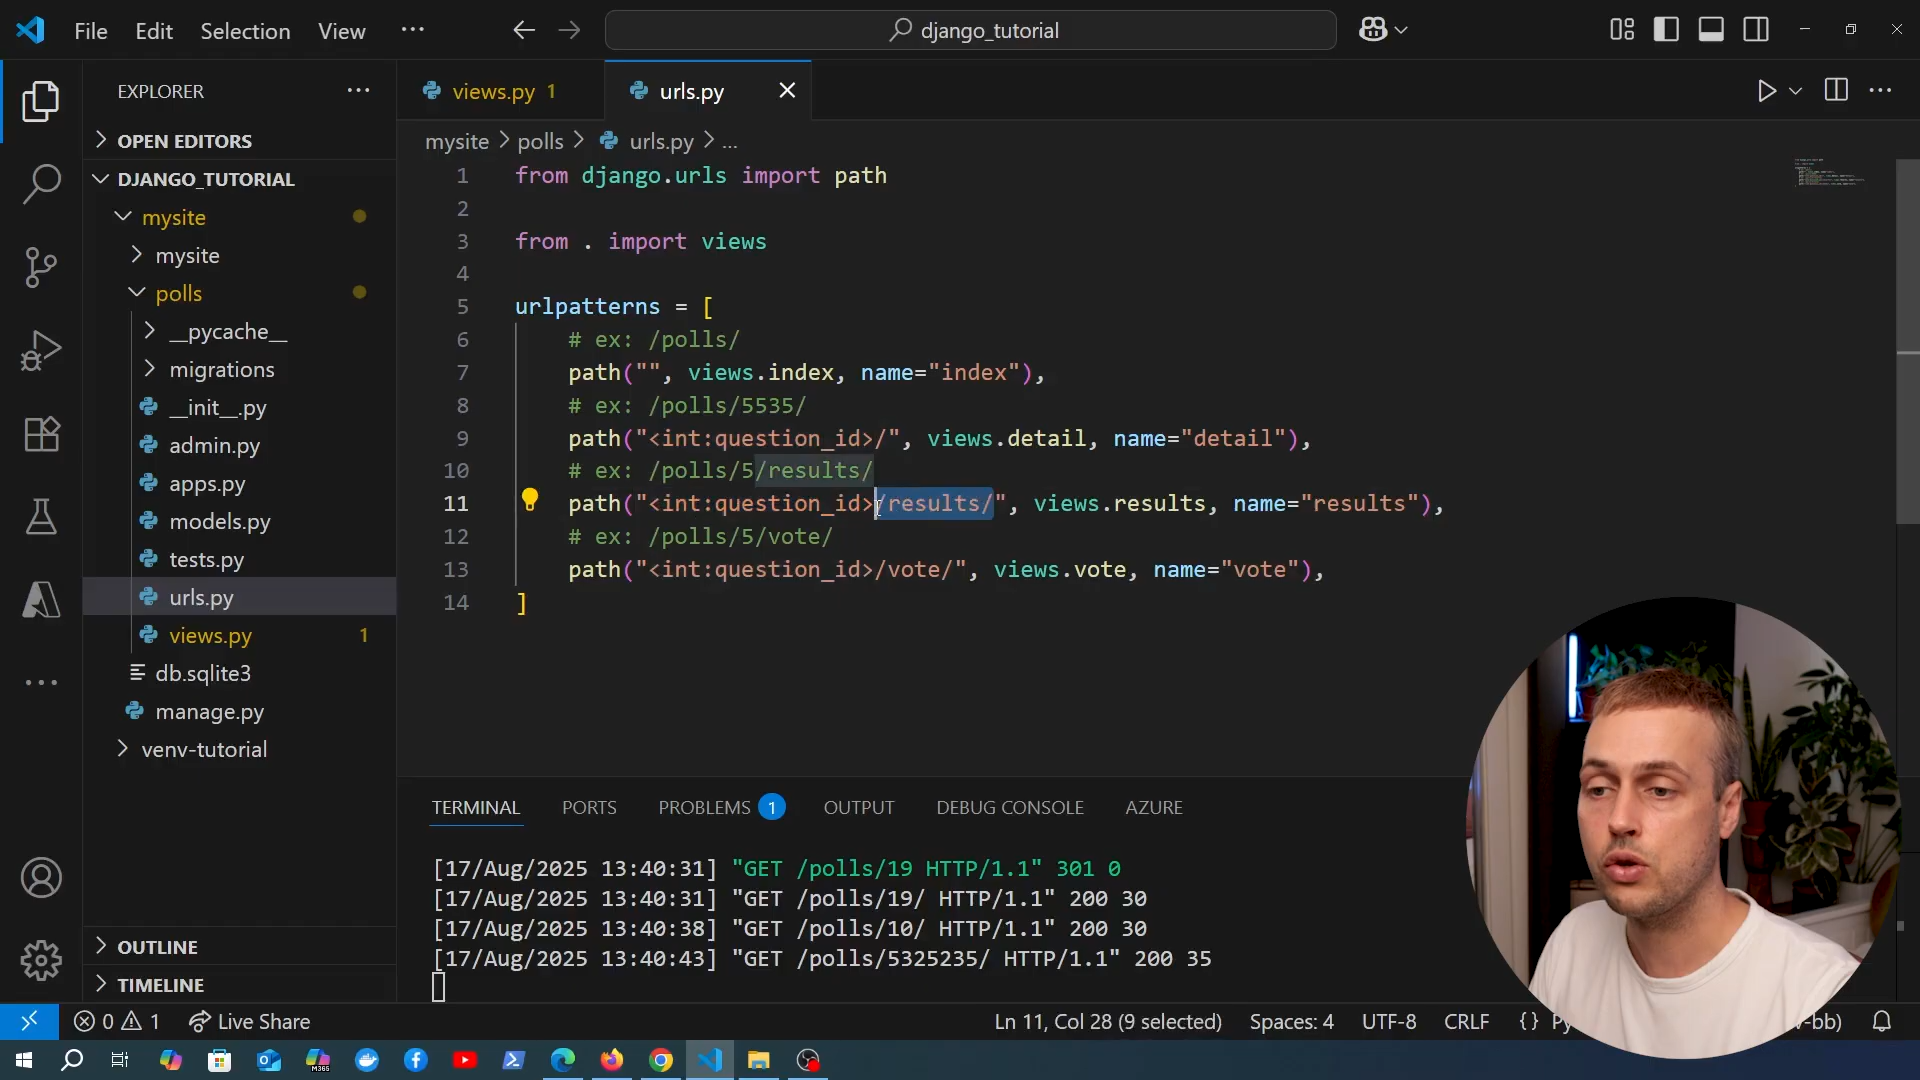 File Edit Selection View ··· django_tutorial
EXPLORER ···
OPEN EDITORS
DJANGO_TUTORIAL
mysite
mysite
polls
__pycache__
migrations
__init__.py
admin.py
apps.py
models.py
tests.py
urls.py
views.py 1
db.sqlite3
manage.py
venv-tutorial
OUTLINE
TIMELINE
views.py 1 urls.py
mysite > polls > urls.py > ...
1 from django.urls import path
2
3 from . import views
4
5 urlpatterns = [
6 # ex: /polls/
7 path("", views.index, name="index"),
8 # ex: /polls/5535/
9 path("<int:question_id>/", views.detail, name="detail"),
10 # ex: /polls/5/results/
11 path("<int:question_id>/results/", views.results, name="results"),
12 # ex: /polls/5/vote/
13 path("<int:question_id>/vote/", views.vote, name="vote"),
14 ]
TERMINAL PORTS PROBLEMS 1 OUTPUT DEBUG CONSOLE AZURE
[17/Aug/2025 13:40:31] "GET /polls/19 HTTP/1.1" 301 0
[17/Aug/2025 13:40:31] "GET /polls/19/ HTTP/1.1" 200 30
[17/Aug/2025 13:40:38] "GET /polls/10/ HTTP/1.1" 200 30
[17/Aug/2025 13:40:43] "GET /polls/5325235/ HTTP/1.1" 200 35
0 1 Live Share Ln 11, Col 28 (9 selected) Spaces: 4 UTF-8 CRLF {}
M365